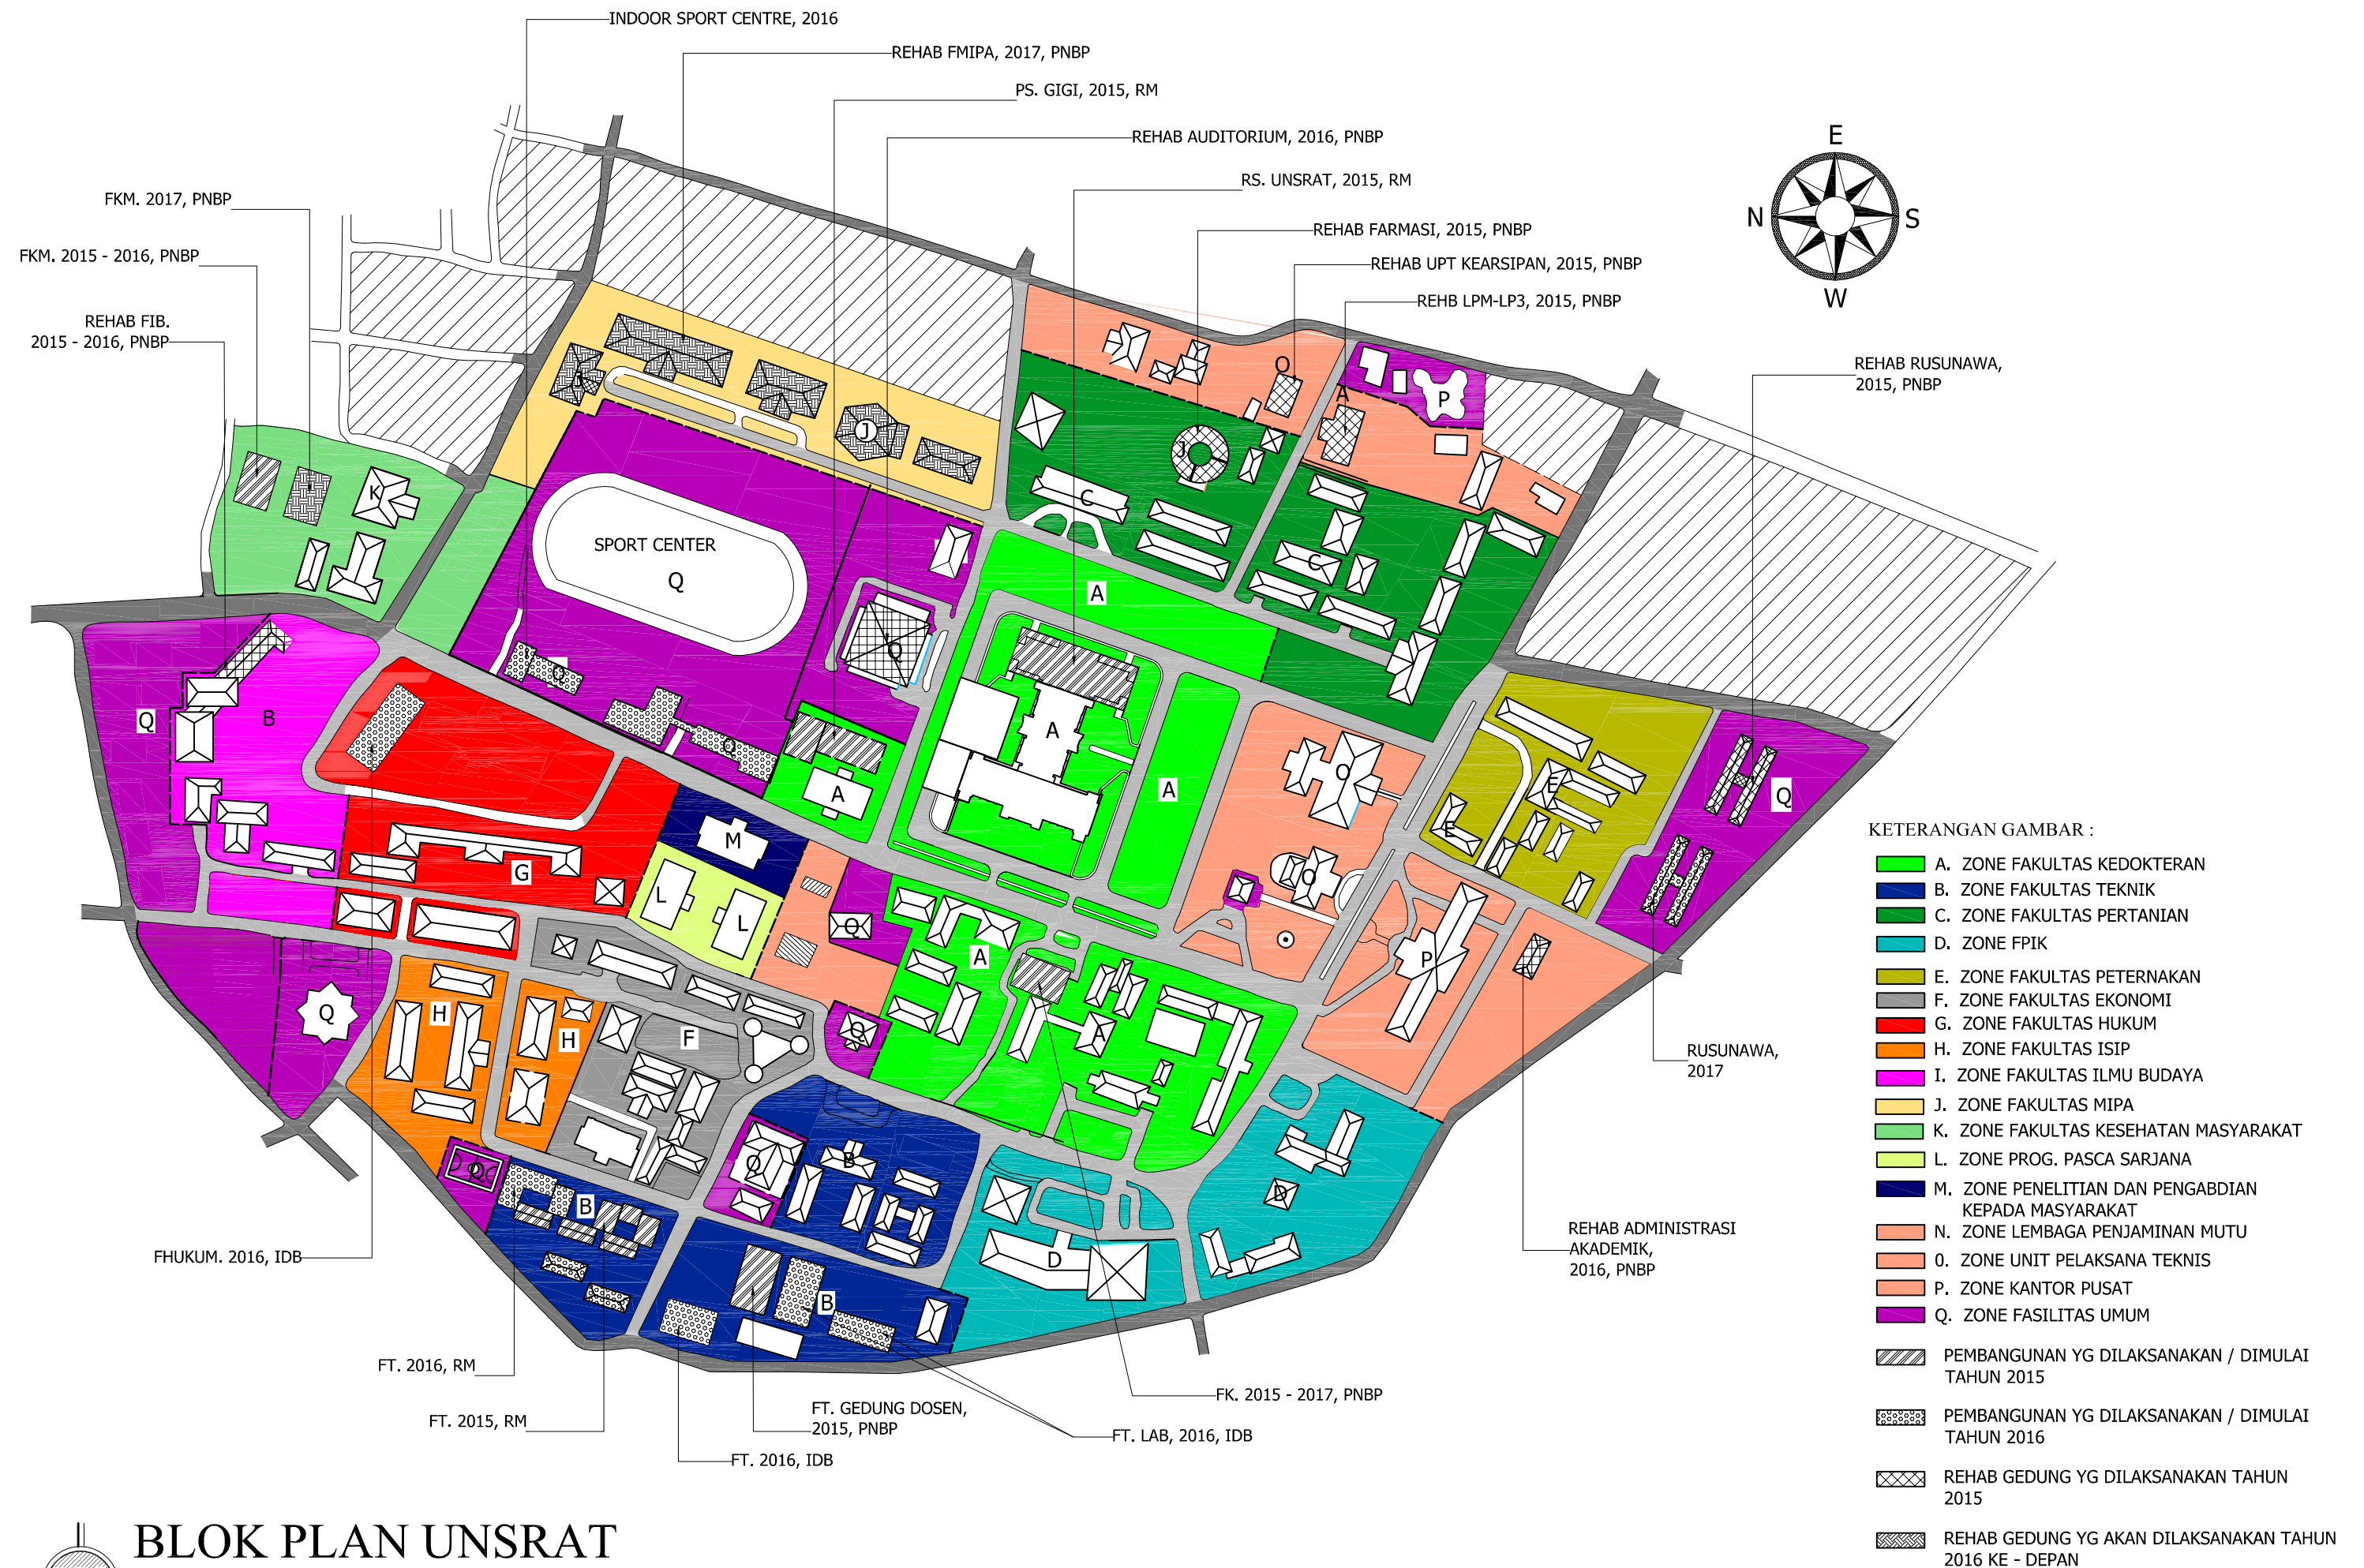 INDOOR SPORT CENTRE, 2016
REHAB FMIPA, 2017, PNBP
PS. GIGI, 2015, RM
REHAB AUDITORIUM, 2016, PNBP
RS. UNSRAT, 2015, RM
REHAB FARMASI, 2015, PNBP
REHAB UPT KEARSIPAN, 2015, PNBP
REHB LPM-LP3, 2015, PNBP
FKM. 2017, PNBP
FKM. 2015 - 2016, PNBP
REHAB FIB.
2015 - 2016, PNBP
E
N
S
W
REHAB RUSUNAWA,
2015, PNBP
J
J
O
A
P
J
K
C
C
SPORT CENTER
Q
A
Q
Q
Q
B
Q
A
A
A
O
E
E
Q
M
G
L
L
Q
A
O
P
Q
H
H
F
Q
A
Q
B
Q
B
D
D
B
RUSUNAWA,
2017
REHAB ADMINISTRASI
AKADEMIK,
2016, PNBP
FHUKUM. 2016, IDB
FT. 2016, RM
FT. 2015, RM
FT. GEDUNG DOSEN,
2015, PNBP
FT. 2016, IDB
FT. LAB, 2016, IDB
FK. 2015 - 2017, PNBP
KETERANGAN GAMBAR :
A. ZONE FAKULTAS KEDOKTERAN
B. ZONE FAKULTAS TEKNIK
C. ZONE FAKULTAS PERTANIAN
D. ZONE FPIK
E. ZONE FAKULTAS PETERNAKAN
F. ZONE FAKULTAS EKONOMI
G. ZONE FAKULTAS HUKUM
H. ZONE FAKULTAS ISIP
I. ZONE FAKULTAS ILMU BUDAYA
J. ZONE FAKULTAS MIPA
K. ZONE FAKULTAS KESEHATAN MASYARAKAT
L. ZONE PROG. PASCA SARJANA
M. ZONE PENELITIAN DAN PENGABDIAN
KEPADA MASYARAKAT
N. ZONE LEMBAGA PENJAMINAN MUTU
0. ZONE UNIT PELAKSANA TEKNIS
P. ZONE KANTOR PUSAT
Q. ZONE FASILITAS UMUM
PEMBANGUNAN YG DILAKSANAKAN / DIMULAI
TAHUN 2015
PEMBANGUNAN YG DILAKSANAKAN / DIMULAI
TAHUN 2016
REHAB GEDUNG YG DILAKSANAKAN TAHUN
2015
REHAB GEDUNG YG AKAN DILAKSANAKAN TAHUN
2016 KE - DEPAN
BLOK PLAN UNSRAT